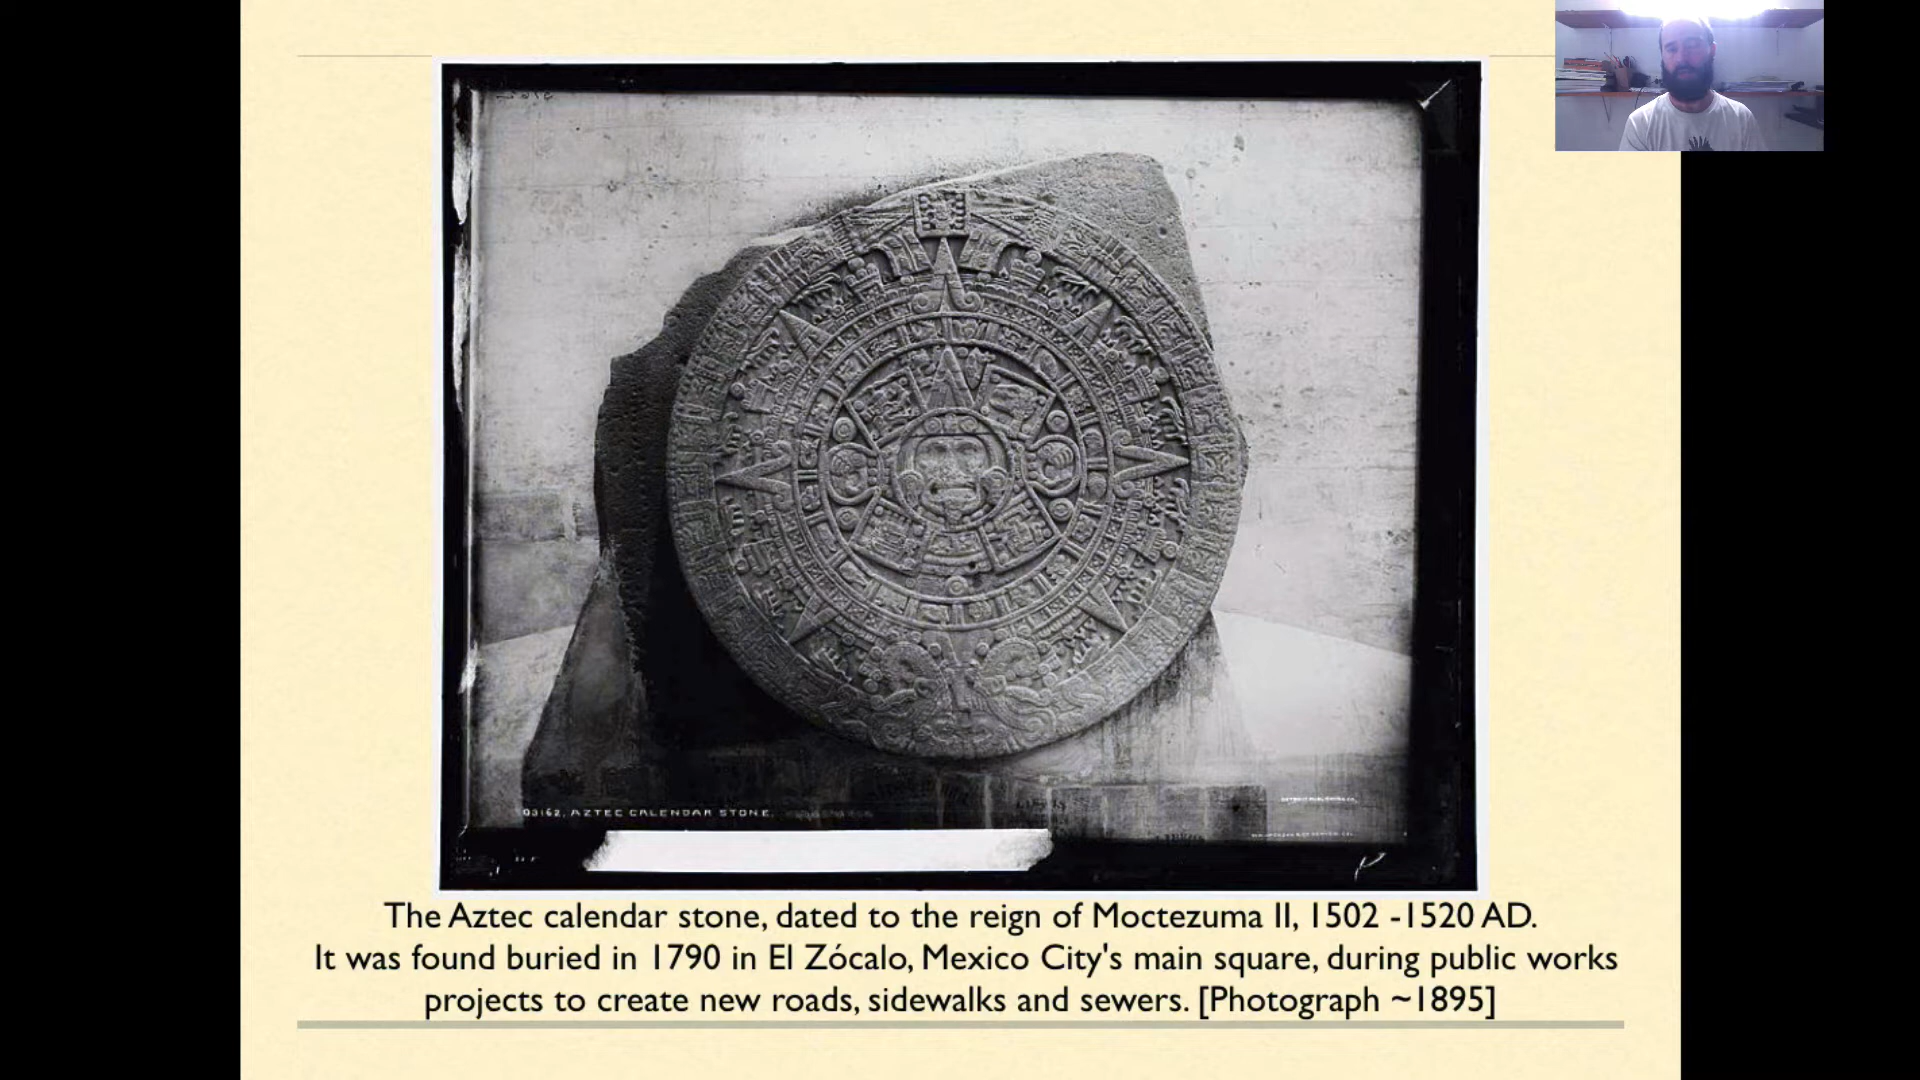 03162, AZTEC CALENDAR STONE.
The Aztec calendar stone, dated to the reign of Moctezuma II, 1502 -1520 AD.
It was found buried in 1790 in El Zócalo, Mexico City's main square, during public works
projects to create new roads, sidewalks and sewers. [Photograph ~1895]